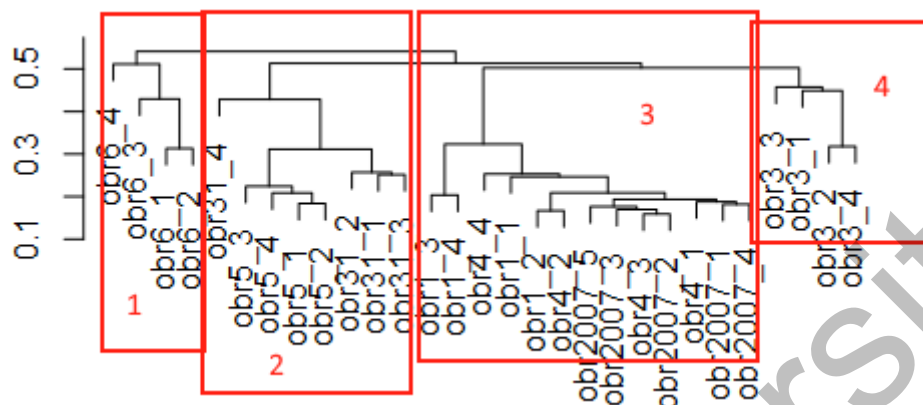 0.5
0.3
0.1
obr6_4
obr6_3
obr6_1
obr6_2
obr31_4
obr5_3
obr5_4
obr5_1
obr5_2
obr31_2
obr31_1
obr31_3
obr1_3
obr1_4
obr4_4
obr1_1
obr1_2
obr4_2
obr2007_5
obr2007_3
obr4_3
obr2007_2
obr4_1
obr2007_1
obr2007_4
obr3_3
obr3_1
obr3_2
obr3_4
1
2
3
4